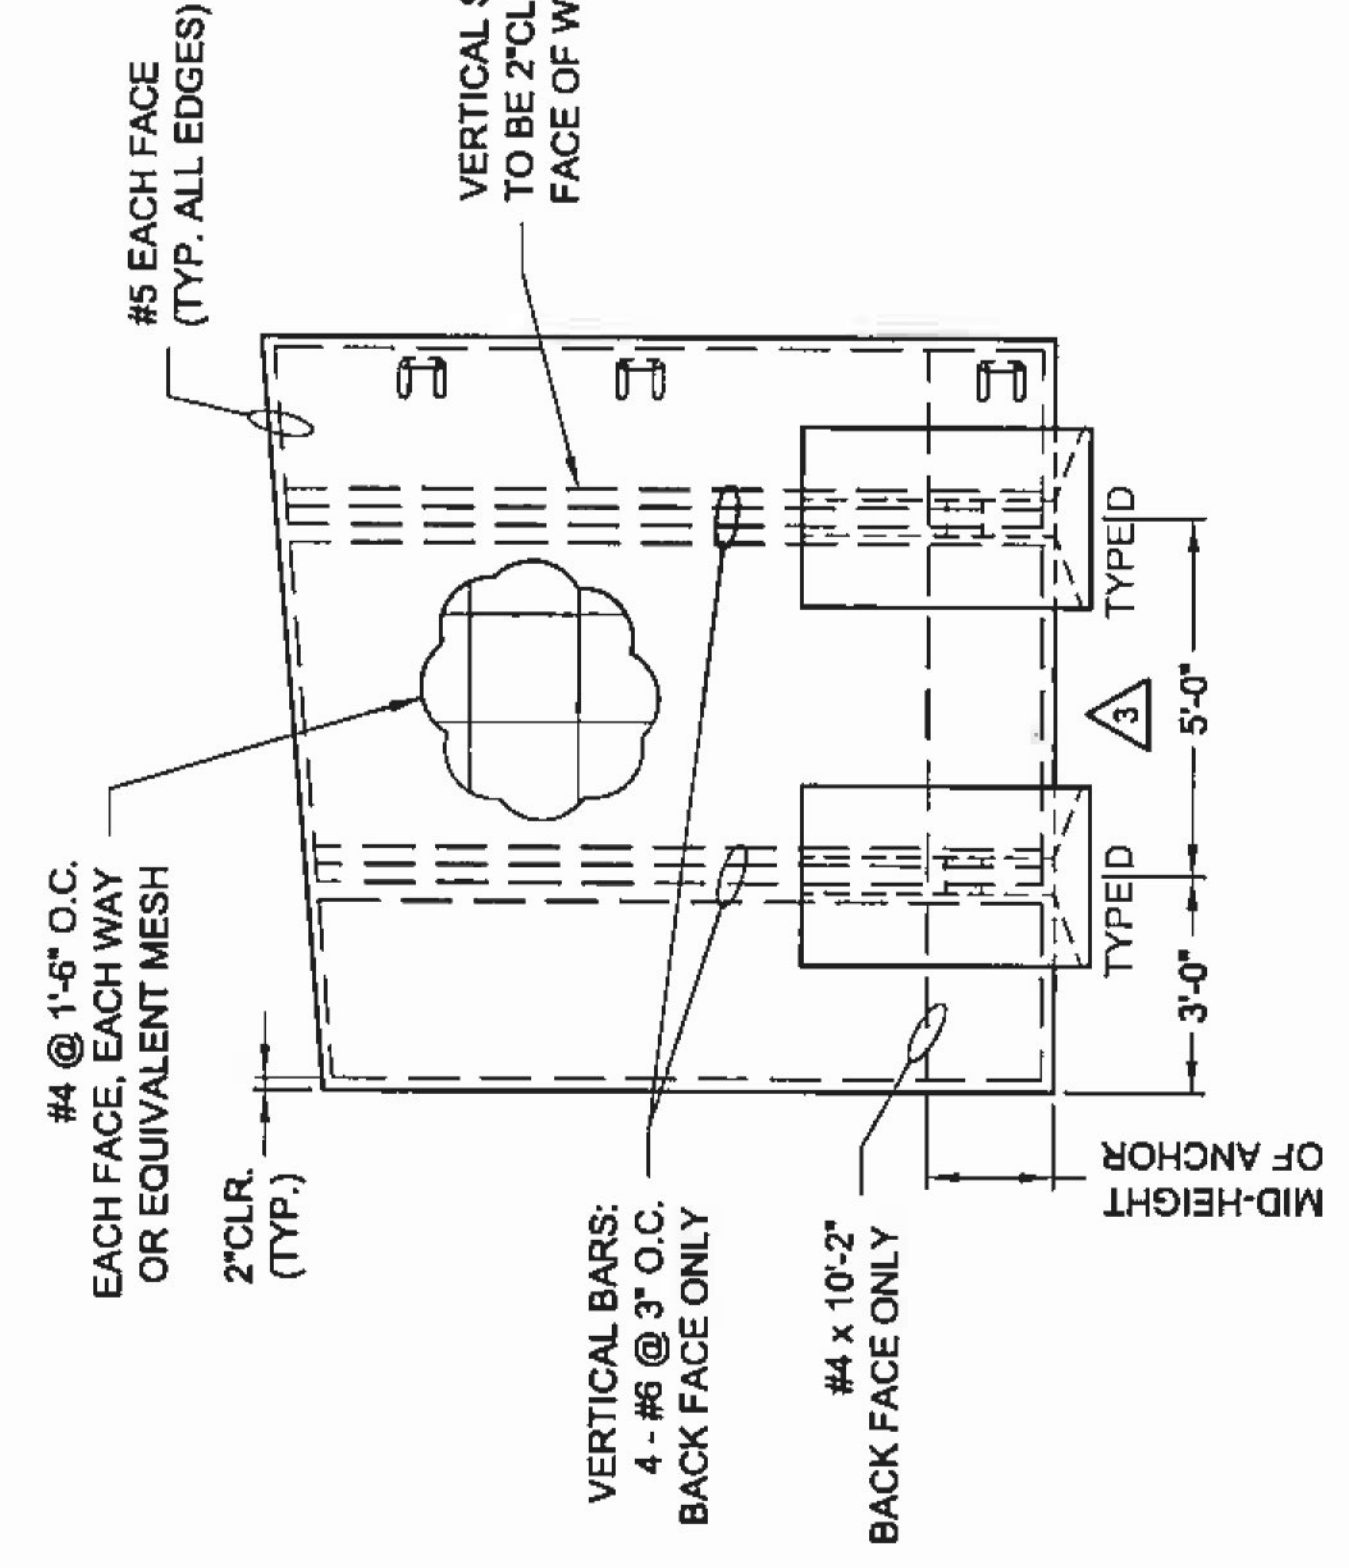 #5 EACH FACE
(TYP. ALL EDGES)
VERTICAL
TO BE 2"CL
FACE OF
#4 @ 1'-6" O.C.
EACH FACE, EACH WAY
OR EQUIVALENT MESH
2"CLR.
(TYP.)
VERTICAL BARS:
4 - #6 @ 3" O.C.
BACK FACE ONLY
#4 x 10'-2"
BACK FACE ONLY
TYPE D
TYPE D
3
5'-0"
3'-0"
MID-HEIGHT
OF ANCHOR